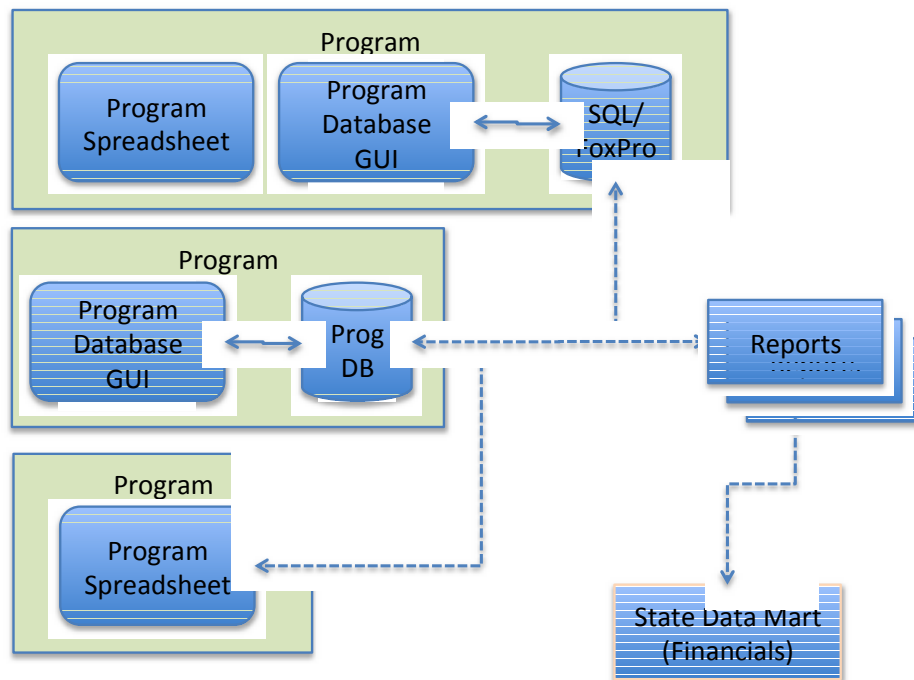 Program
Program
Spreadsheet
Program
Database
GUI
SQL/
FoxPro
Program
Program
Database
GUI
Prog
DB
Reports
Program
Program
Spreadsheet
State Data Mart
(Financials)